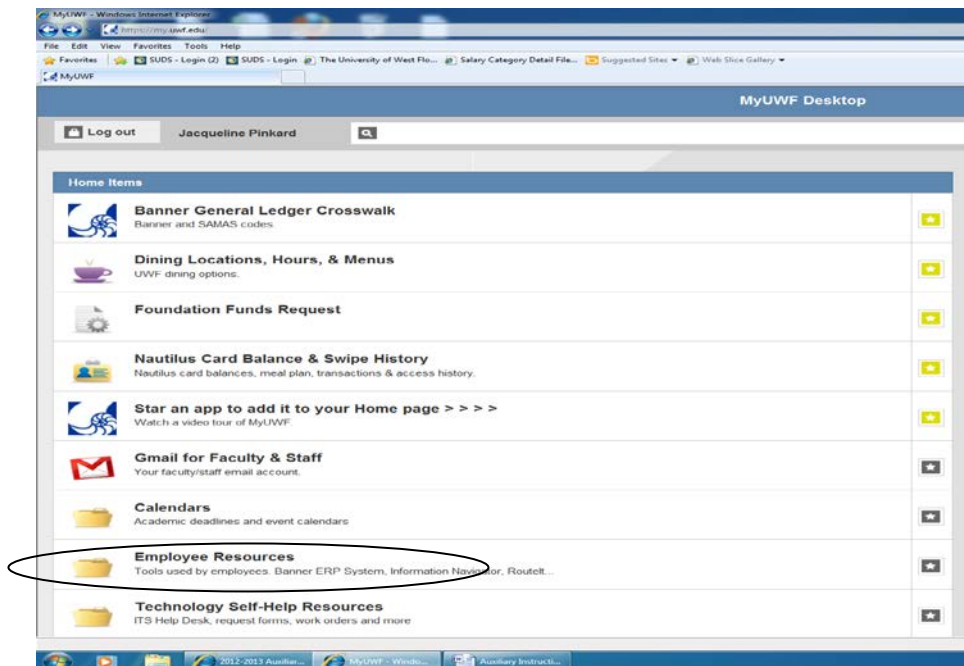 MyUWF - Windows Internet Explorer
https://my.uwf.edu/
File Edit View Favorites Tools Help
Favorites SUDS - Login (2) SUDS - Login The University of West Flo... Salary Category Detail File... Suggested Sites Web Slice Gallery
MyUWF
MyUWF Desktop
Log out Jacqueline Pinkard
Home Items
Banner General Ledger Crosswalk
Banner and SAMAS codes
Dining Locations, Hours, & Menus
UWF dining options.
Foundation Funds Request
Nautilus Card Balance & Swipe History
Nautilus card balances, meal plan, transactions & access history.
Star an app to add it to your Home page > > > >
Watch a video tour of MyUWF.
Gmail for Faculty & Staff
Your faculty/staff email account.
Calendars
Academic deadlines and event calendars
Employee Resources
Tools used by employees. Banner ERP System, Information Navigator, RouteIt...
Technology Self-Help Resources
ITS Help Desk, request forms, work orders and more
2012-2013 Auxiliar... MyUWF - Windo... Auxiliary Instructi...